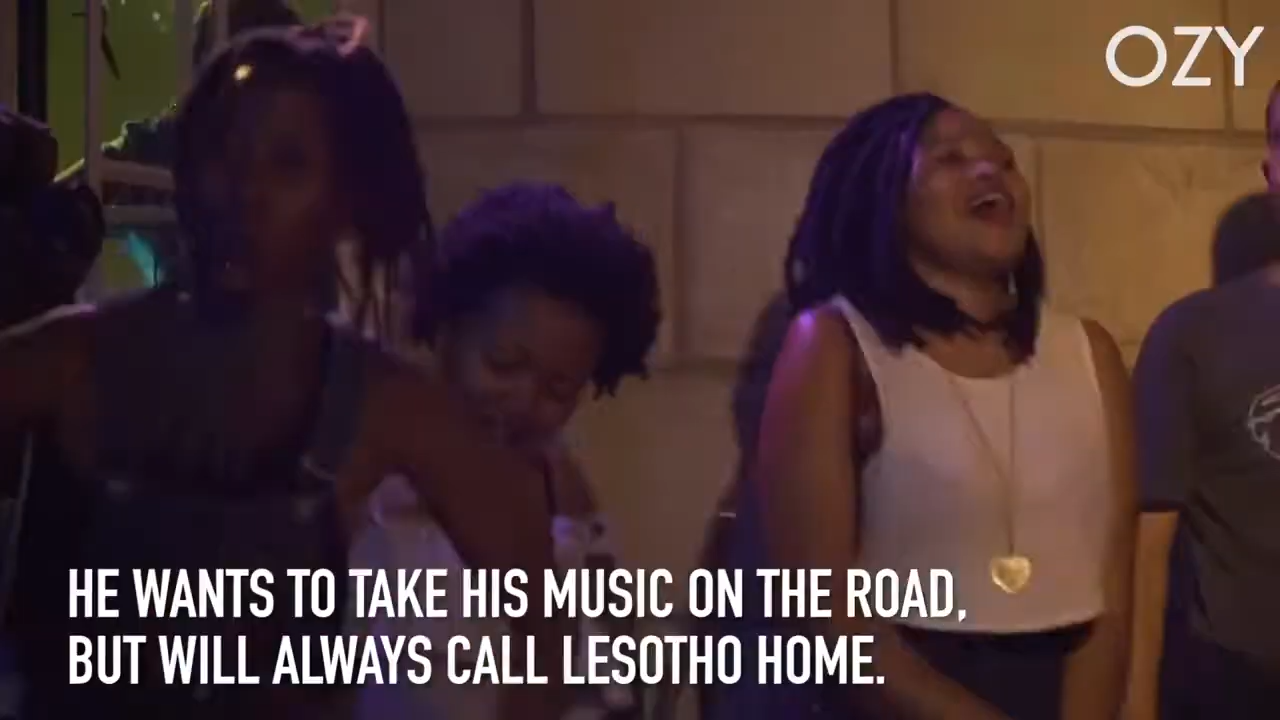 OZY
HE WANTS TO TAKE HIS MUSIC ON THE ROAD,
BUT WILL ALWAYS CALL LESOTHO HOME.